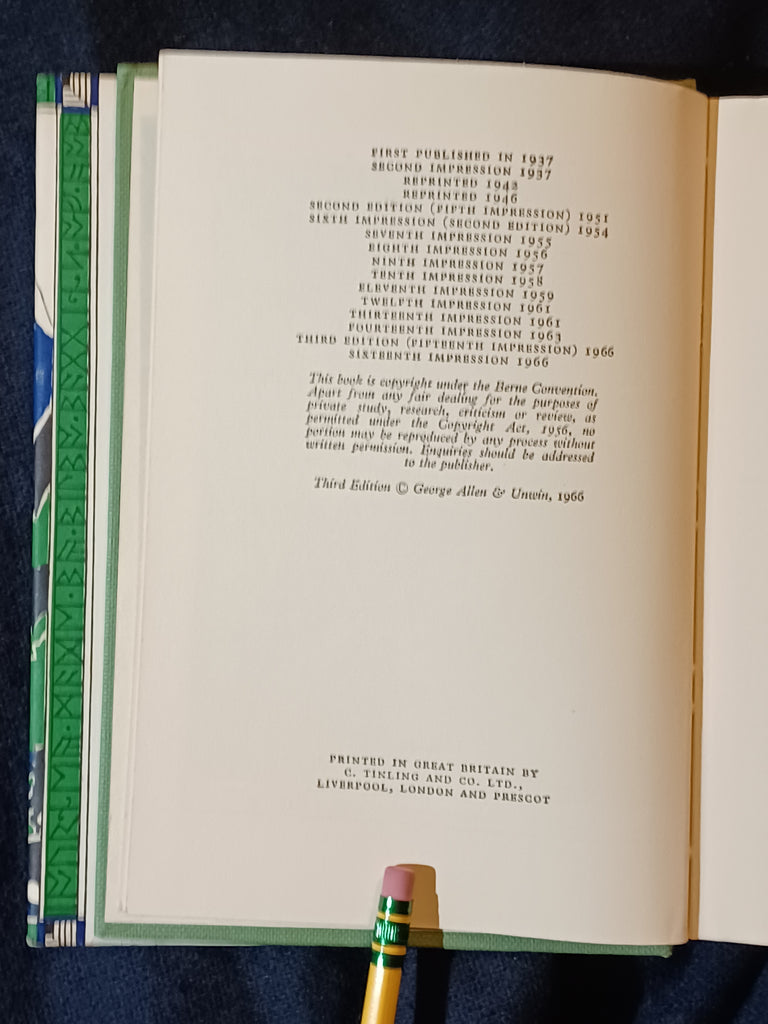 FIRST PUBLISHED IN 1937
SECOND IMPRESSION 1937
REPRINTED 1942
REPRINTED 1946
SECOND EDITION (FIFTH IMPRESSION) 1951
SIXTH IMPRESSION (SECOND EDITION) 1954
SEVENTH IMPRESSION 1955
EIGHTH IMPRESSION 1956
NINTH IMPRESSION 1957
TENTH IMPRESSION 1958
ELEVENTH IMPRESSION 1959
TWELFTH IMPRESSION 1961
THIRTEENTH IMPRESSION 1961
FOURTEENTH IMPRESSION 1963
THIRD EDITION (FIFTEENTH IMPRESSION) 1966
SIXTEENTH IMPRESSION 1966
This book is copyright under the Berne Convention.
Apart from any fair dealing for the purposes of
private study, research, criticism or review, as
permitted under the Copyright Act, 1956, no
portion may be reproduced by any process without
written permission. Enquiries should be addressed
to the publisher.
Third Edition © George Allen & Unwin, 1966
PRINTED IN GREAT BRITAIN BY
C. TINLING AND CO. LTD.,
LIVERPOOL, LONDON AND PRESCOT